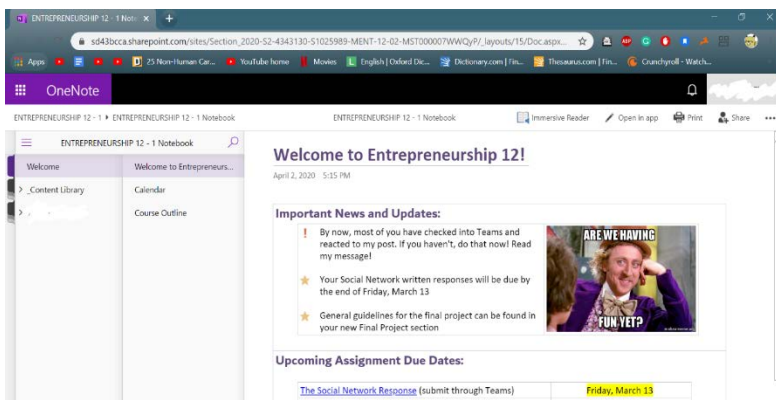 ENTREPRENEURSHIP 12 - 1 Note
sd43bcca.sharepoint.com/sites/Section_2020-S2-4343130-S1025989-MENT-12-02-MST000007WWQyP/_layouts/15/Doc.aspx...
Apps 25 Non-Human Car... YouTube home Movies English | Oxford Dic... Dictionary.com | Fin... Thesaurus.com | Fin... Crunchyroll - Watch...
OneNote
ENTREPRENEURSHIP 12 - 1 ENTREPRENEURSHIP 12 - 1 Notebook ENTREPRENEURSHIP 12 - 1 Notebook Immersive Reader Open in app Print Share
ENTREPRENEURSHIP 12 - 1 Notebook
Welcome
_Content Library
Welcome to Entrepreneurs...
Calendar
Course Outline
Welcome to Entrepreneurship 12!
April 2, 2020 5:15 PM
Important News and Updates:
! By now, most of you have checked into Teams and
reacted to my post. If you haven't, do that now! Read
my message!
Your Social Network written responses will be due by
the end of Friday, March 13
General guidelines for the final project can be found in
your new Final Project section
ARE WE HAVING
FUN YET?
Upcoming Assignment Due Dates:
The Social Network Response (submit through Teams) Friday, March 13